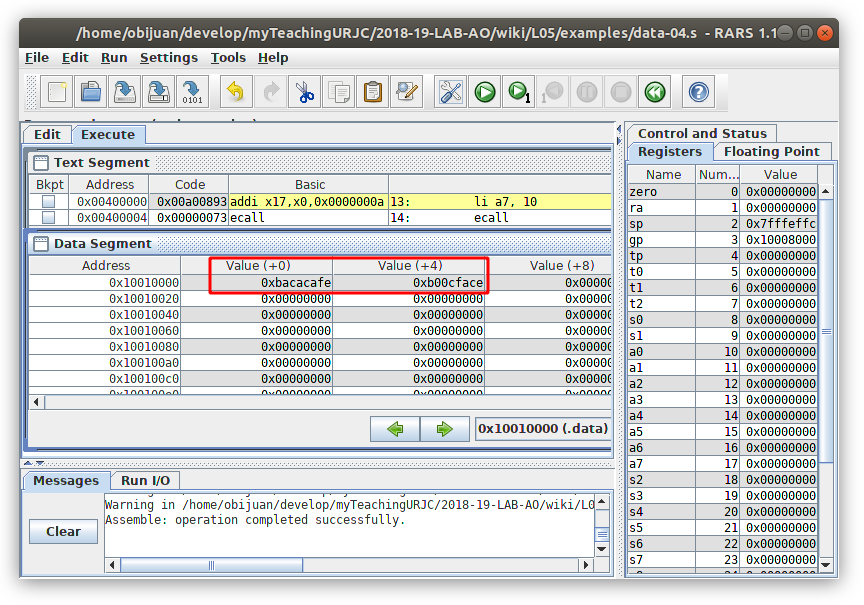 /home/obijuan/develop/myTeachingURJC/2018-19-LAB-AO/wiki/L05/examples/data-04.s - RARS 1.1
File Edit Run Settings Tools Help
Edit Execute
Text Segment
Bkpt Address Code Basic
0x00400000 0x00a00893 addi x17,x0,0x0000000a 13: li a7, 10
0x00400004 0x00000073 ecall 14: ecall
Data Segment
Address Value (+0) Value (+4) Value (+8)
0x10010000 0xbacacafe 0xb00cface 0x0000
0x10010020 0x00000000 0x00000000 0x0000
0x10010040 0x00000000 0x00000000 0x0000
0x10010060 0x00000000 0x00000000 0x0000
0x10010080 0x00000000 0x00000000 0x0000
0x100100a0 0x00000000 0x00000000 0x0000
0x100100c0 0x00000000 0x00000000 0x0000
0x10010000 (.data)
Messages Run I/O
Warning in /home/obijuan/develop/myTeachingURJC/2018-19-LAB-AO/wiki/L0
Assemble: operation completed successfully.
Clear
Control and Status
Registers Floating Point
Name Num... Value
zero 0 0x00000000
ra 1 0x00000000
sp 2 0x7fffeffc
gp 3 0x10008000
tp 4 0x00000000
t0 5 0x00000000
t1 6 0x00000000
t2 7 0x00000000
s0 8 0x00000000
s1 9 0x00000000
a0 10 0x00000000
a1 11 0x00000000
a2 12 0x00000000
a3 13 0x00000000
a4 14 0x00000000
a5 15 0x00000000
a6 16 0x00000000
a7 17 0x00000000
s2 18 0x00000000
s3 19 0x00000000
s4 20 0x00000000
s5 21 0x00000000
s6 22 0x00000000
s7 23 0x00000000